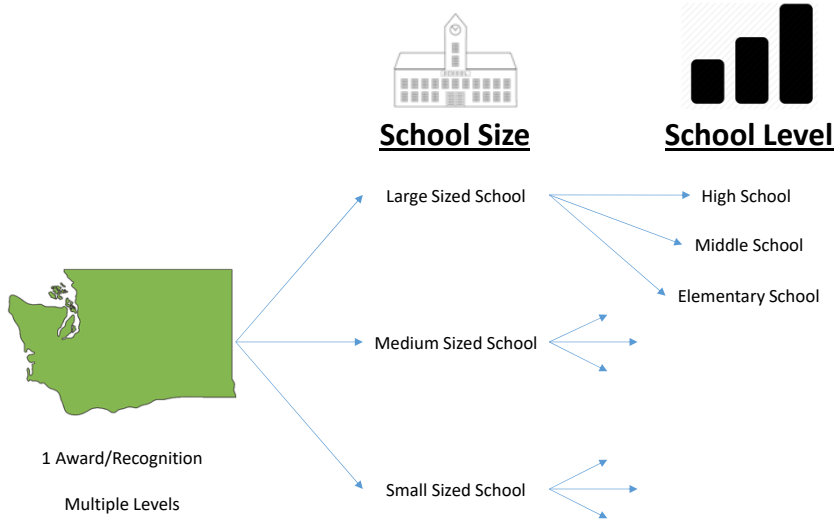 SCHOOL
School Size
School Level
Large Sized School
High School
Middle School
Elementary School
Medium Sized School
Small Sized School
1 Award/Recognition
Multiple Levels